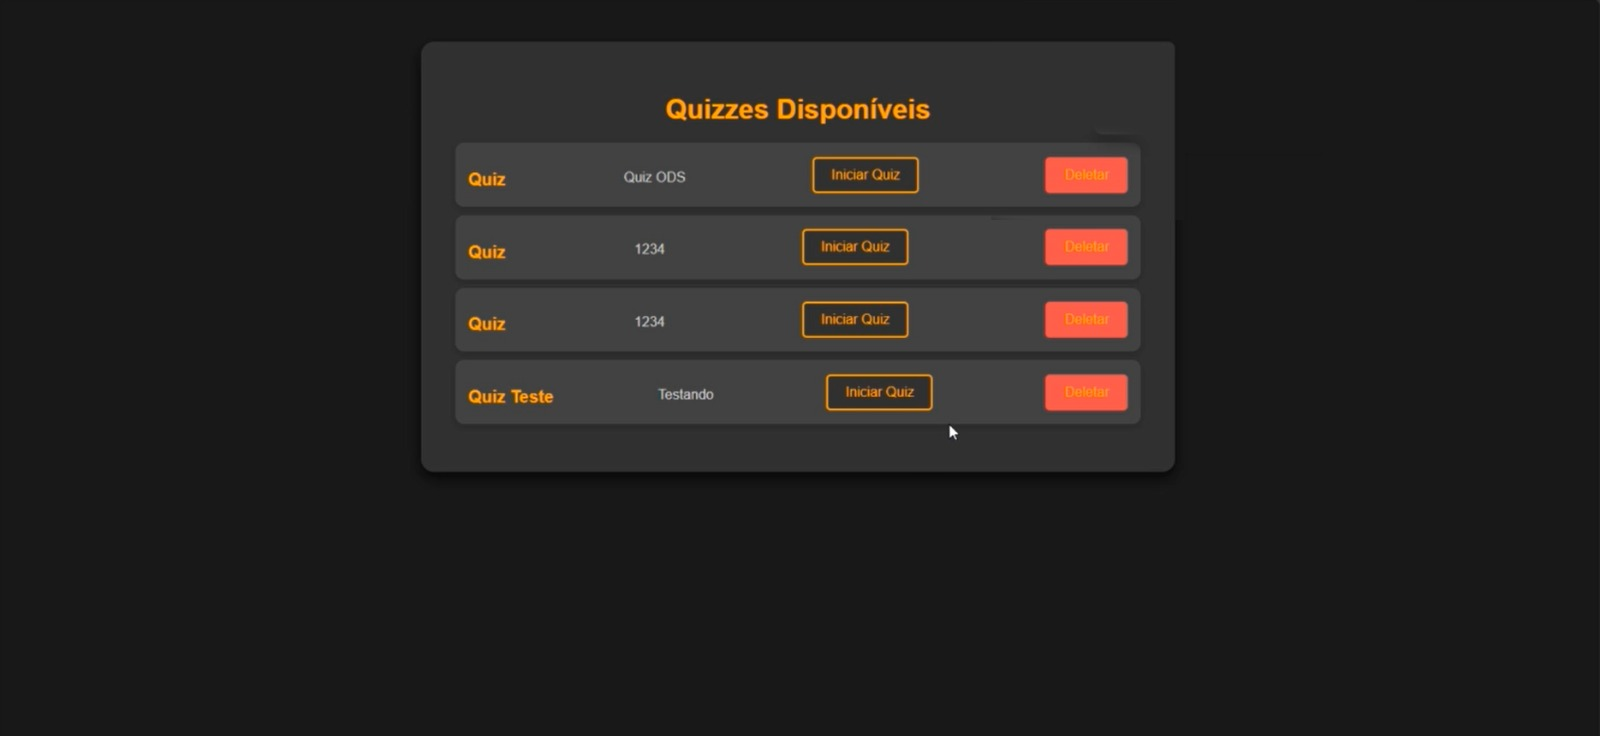 Quizzes Disponíveis
Quiz Quiz ODS Iniciar Quiz Deletar
Quiz 1234 Iniciar Quiz Deletar
Quiz 1234 Iniciar Quiz Deletar
Quiz Teste Testando Iniciar Quiz Deletar